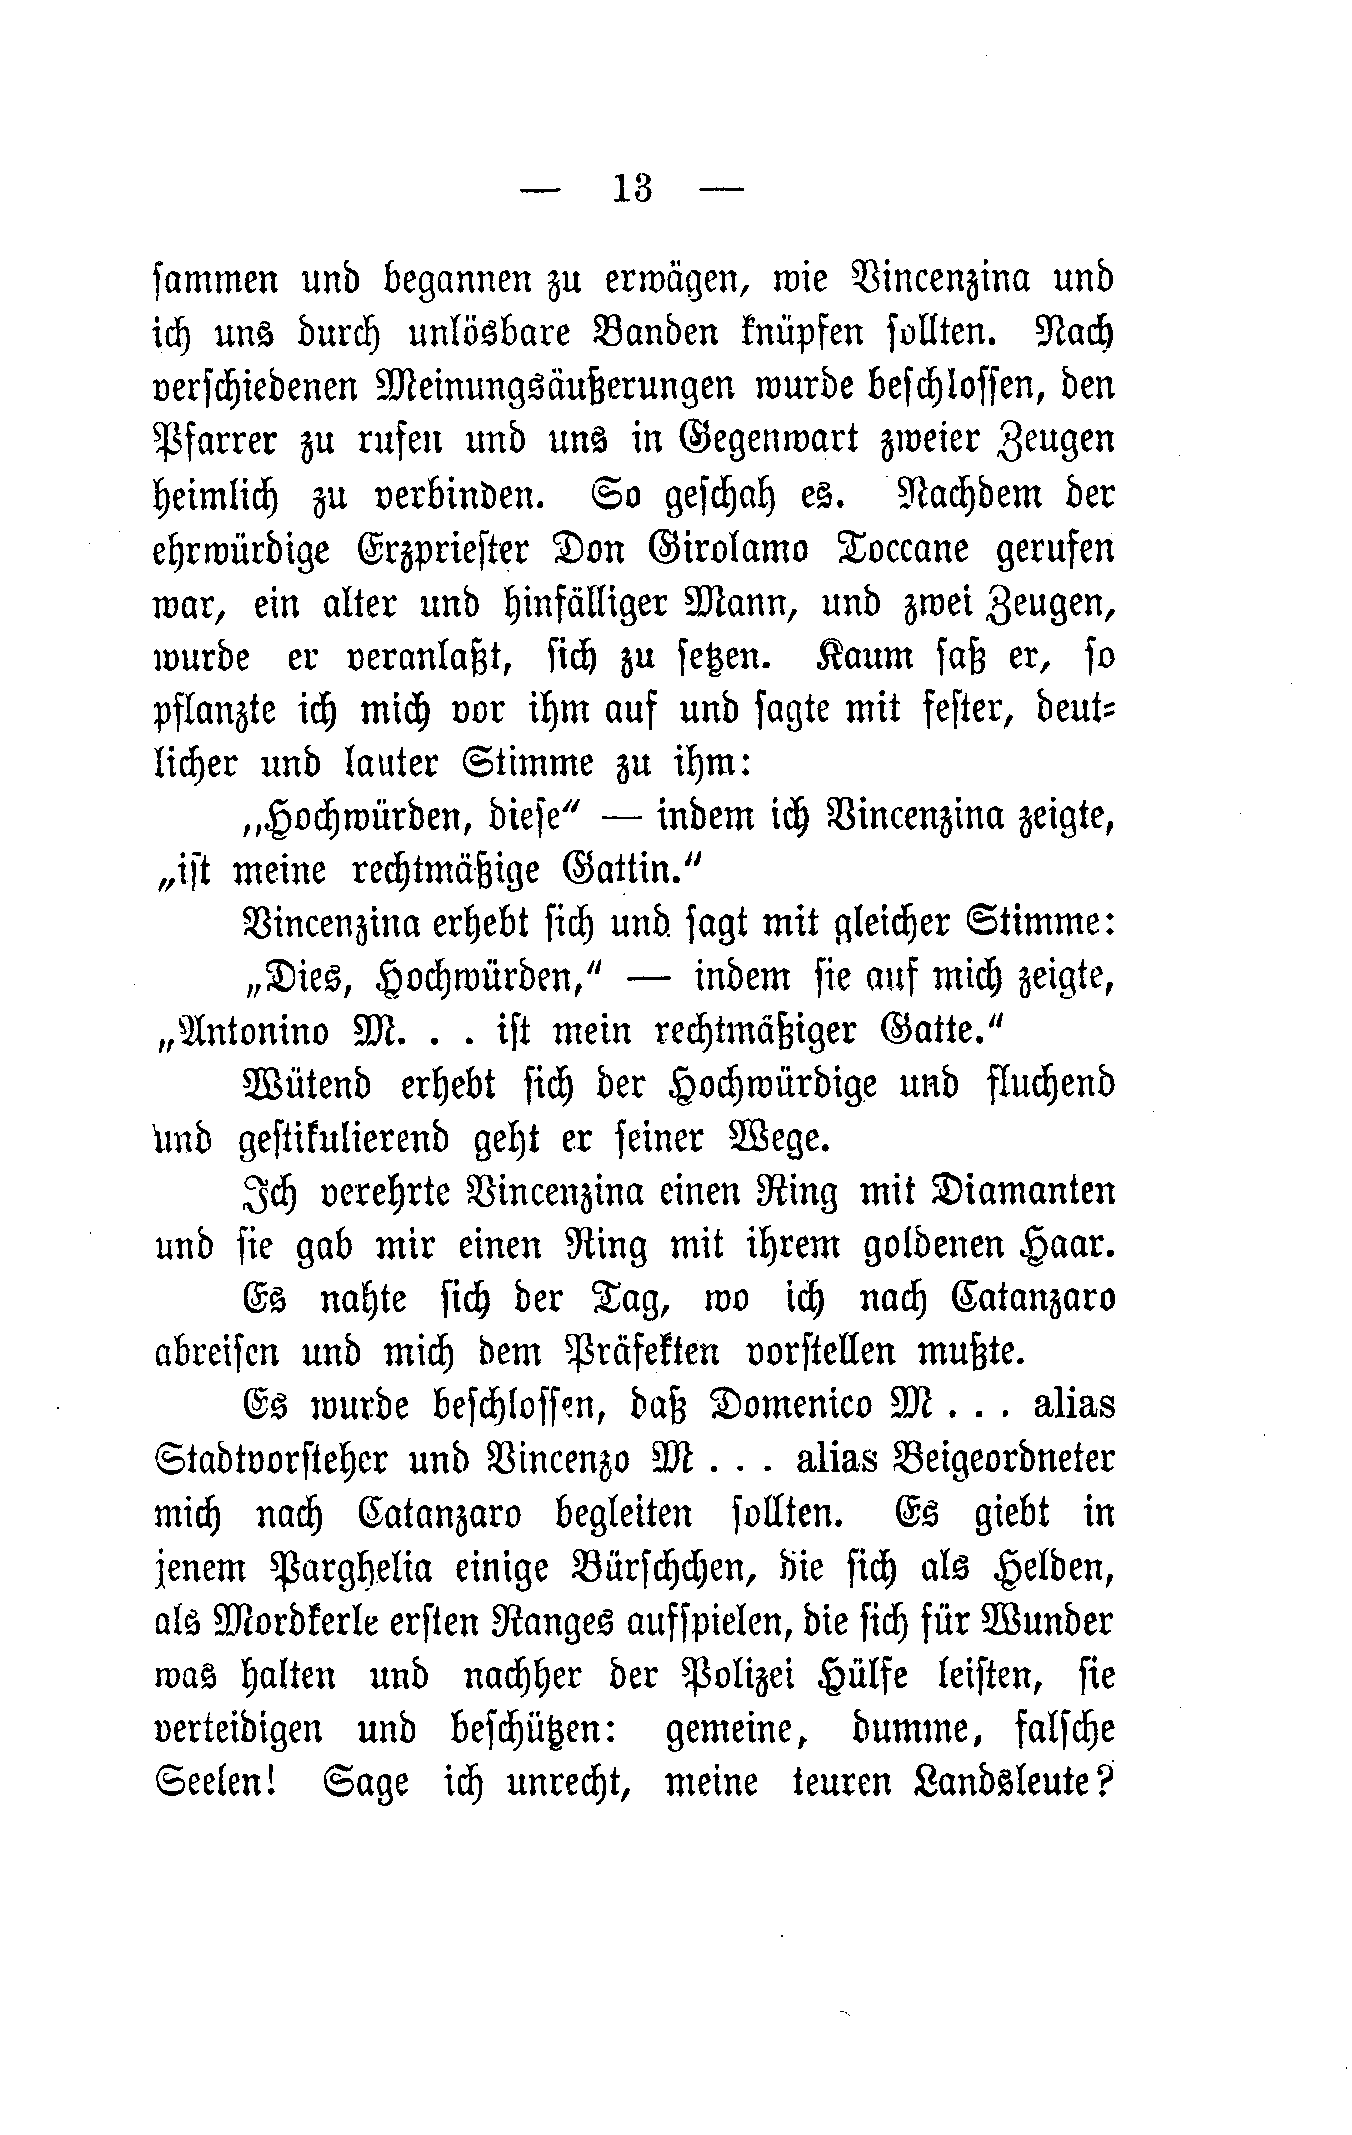 — 13 —
sammen und begannen zu erwägen, wie Vincenzina und
ich uns durch unlösbare Banden knüpfen sollten. Nach
verschiedenen Meinungsäußerungen wurde beschlossen, den
Pfarrer zu rufen und uns in Gegenwart zweier Zeugen
heimlich zu verbinden. So geschah es. Nachdem der
ehrwürdige Erzpriester Don Girolamo Toccane gerufen
war, ein alter und hinfälliger Mann, und zwei Zeugen,
wurde er veranlaßt, sich zu setzen. Kaum saß er, so
pflanzte ich mich vor ihm auf und sagte mit fester, deut-
licher und lauter Stimme zu ihm:
„Hochwürden, diese“ — indem ich Vincenzina zeigte,
„ist meine rechtmäßige Gattin.“
Vincenzina erhebt sich und sagt mit gleicher Stimme:
„Dies, Hochwürden,“ — indem sie auf mich zeigte,
„Antonino M. . . ist mein rechtmäßiger Gatte.“
Wütend erhebt sich der Hochwürdige und fluchend
und gestikulierend geht er seiner Wege.
Ich verehrte Vincenzina einen Ring mit Diamanten
und sie gab mir einen Ring mit ihrem goldenen Haar.
Es nahte sich der Tag, wo ich nach Catanzaro
abreisen und mich dem Präfekten vorstellen mußte.
Es wurde beschlossen, daß Domenico M . . . alias
Stadtvorsteher und Vincenzo M . . . alias Beigeordneter
mich nach Catanzaro begleiten sollten. Es giebt in
jenem Parghelia einige Bürschchen, die sich als Helden,
als Mordkerle ersten Ranges aufspielen, die sich für Wunder
was halten und nachher der Polizei Hülfe leisten, sie
verteidigen und beschützen: gemeine, dumme, falsche
Seelen! Sage ich unrecht, meine teuren Landsleute?